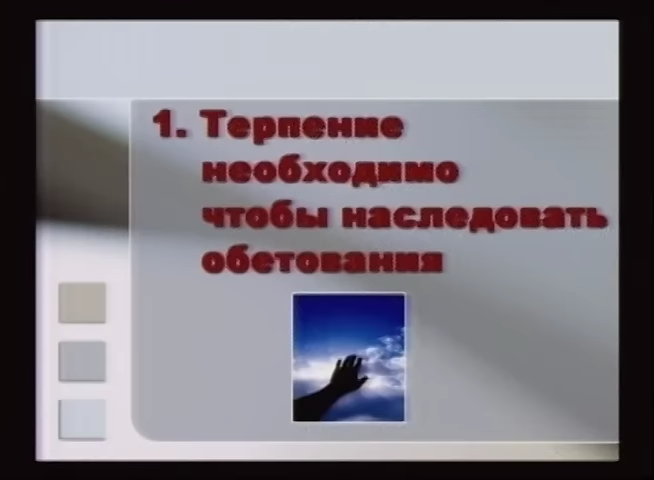 1. Терпение
необходимо
чтобы наследовать
обетования